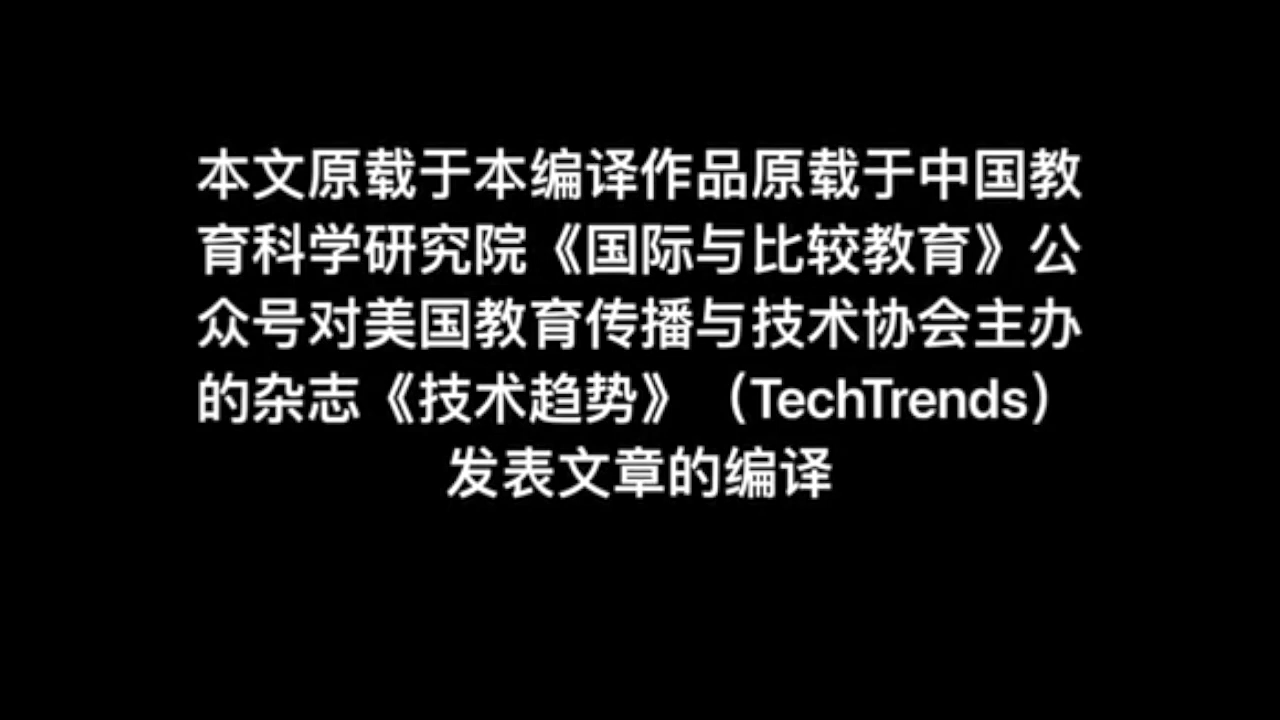 本文原载于本编译作品原载于中国教
育科学研究院《国际与比较教育》公
众号对美国教育传播与技术协会主办
的杂志《技术趋势》（TechTrends）
发表文章的编译